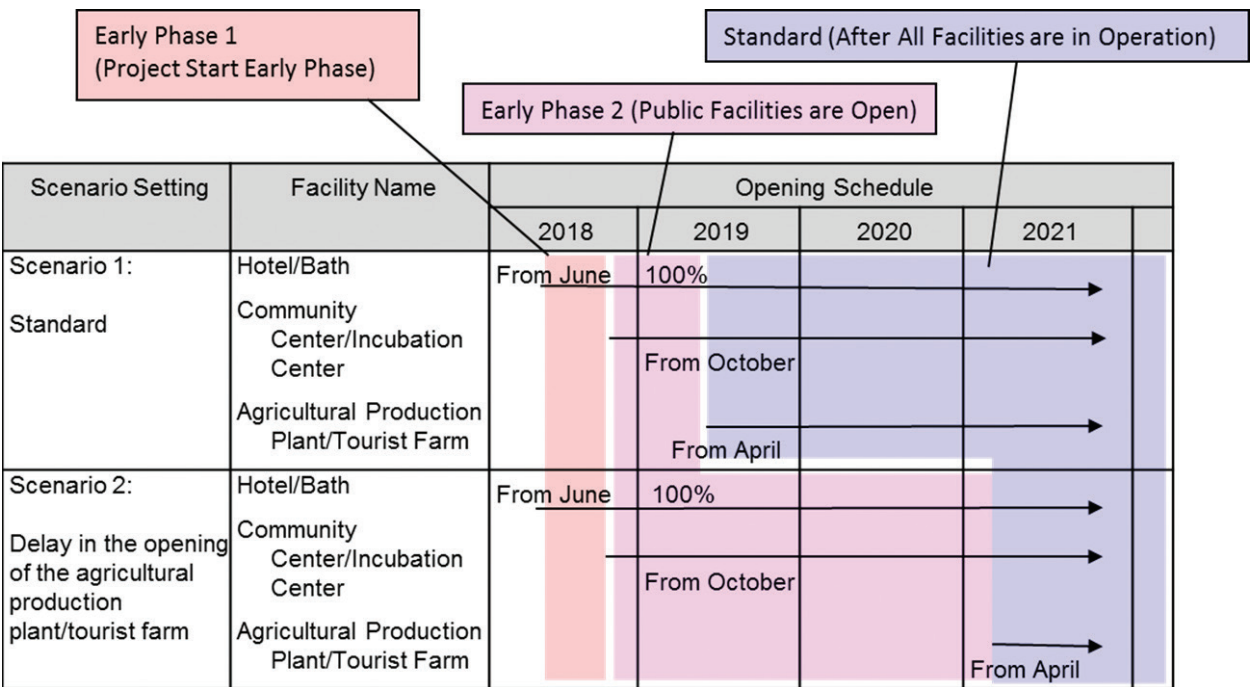 Early Phase 1
(Project Start Early Phase)
Standard (After All Facilities are in Operation)
Early Phase 2 (Public Facilities are Open)
Scenario Setting
Facility Name
Opening Schedule
2018
2019
2020
2021
Scenario 1:
Standard
Hotel/Bath
From June
100%
Community
Center/Incubation
Center
From October
Agricultural Production
Plant/Tourist Farm
From April
Scenario 2:
Delay in the opening
of the agricultural
production
plant/tourist farm
Hotel/Bath
From June
100%
Community
Center/Incubation
Center
From October
Agricultural Production
Plant/Tourist Farm
From April